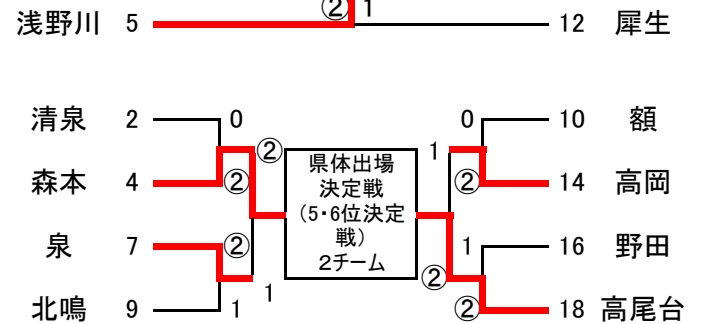 ② 1
浅野川 5 12 犀生
清泉 2 0 0 10 額
② 県体出場 1
決定戦
森本 4 ② ② 14 高岡
(5・6位決定
戦)
2チーム
泉 7 ② 1 16 野田
②
北鳴 9 1 1 ② 18 高尾台